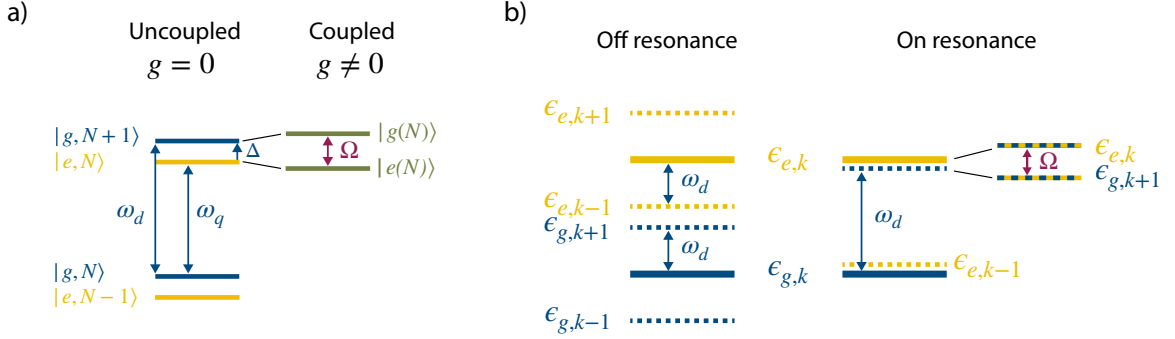 a)
Uncoupled
g = 0
Coupled
g ≠ 0
|g, N + 1⟩
|e, N⟩
Δ
Ω
|g(N)⟩
|e(N)⟩
ω_d
ω_q
|g, N⟩
|e, N−1⟩
b)
Off resonance
On resonance
ϵ_{e,k+1}
ω_d
ϵ_{e,k−1}
ϵ_{g,k+1}
ω_d
ϵ_{g,k−1}
ϵ_{e,k}
ϵ_{g,k}
ω_d
ϵ_{e,k−1}
Ω
ϵ_{e,k}
ϵ_{g,k+1}